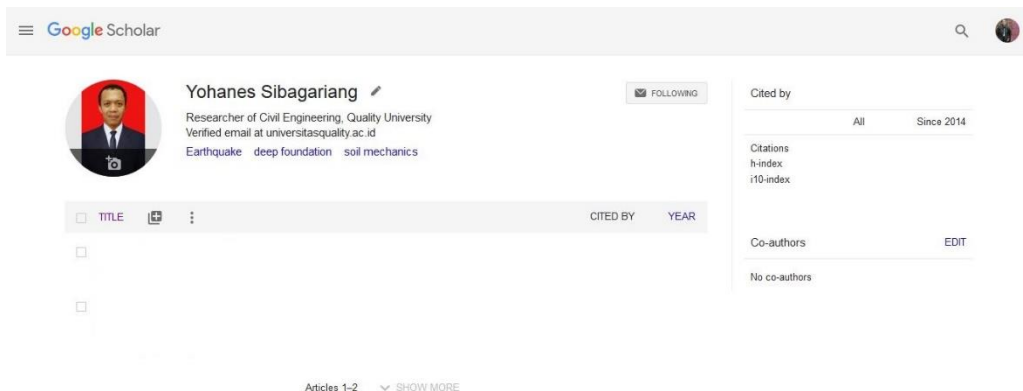 Google Scholar
Yohanes Sibagariang
FOLLOWING
Researcher of Civil Engineering, Quality University
Verified email at universitasquality.ac.id
Earthquake deep foundation soil mechanics
TITLE CITED BY YEAR
Articles 1–2 SHOW MORE
Cited by
All Since 2014
Citations
h-index
i10-index
Co-authors EDIT
No co-authors